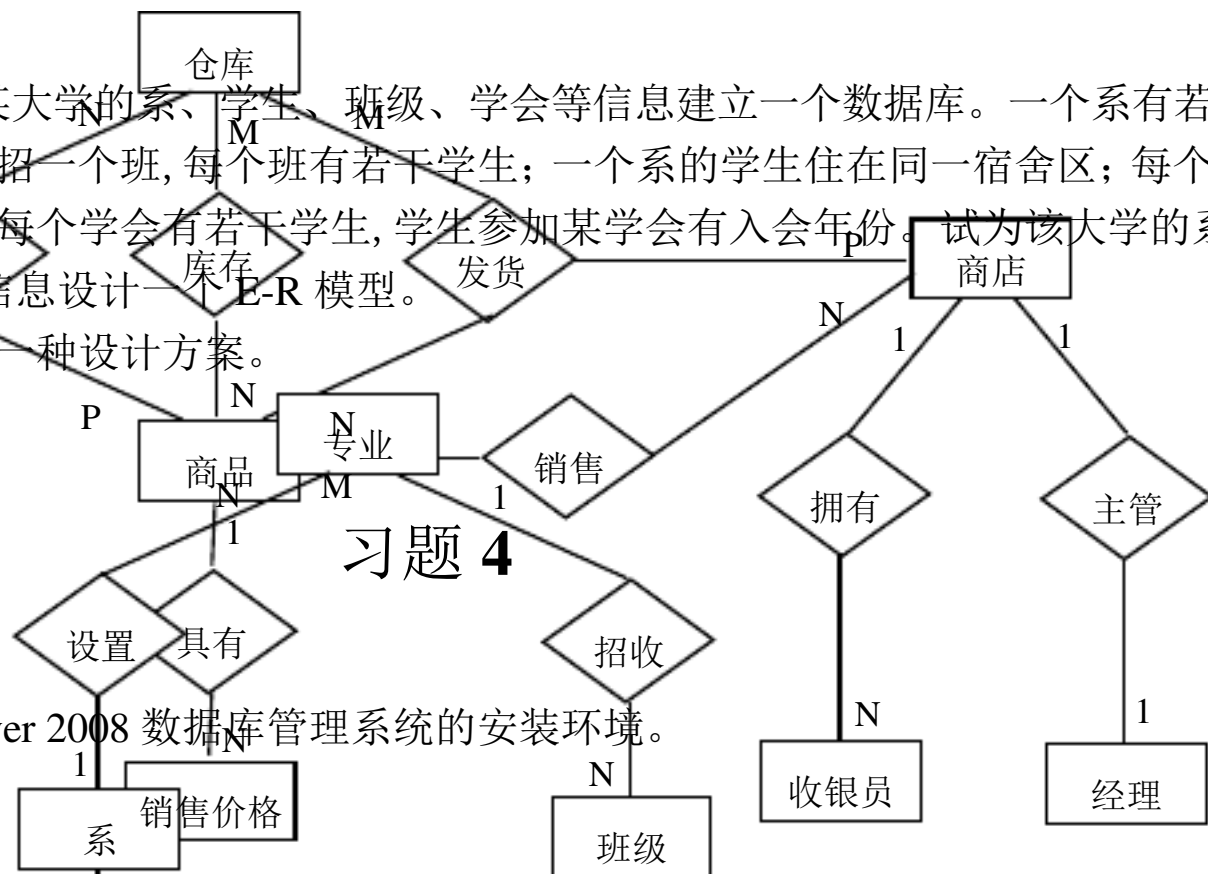 仓库
某大学的系、学生、班级、学会等信息建立一个数据库。一个系有若
N
M
M
招一个班,每个班有若干学生；一个系的学生住在同一宿舍区；每个
每个学会有若干学生,学生参加某学会有入会年份。试为该大学的系
P
库存
发货
商店
信息设计一个 E-R 模型。
N
1
1
一种设计方案。
N
P
N
专业
商品
销售
N
M
1
1
拥有
主管
习题 4
设置
具有
招收
ver 2008 数据库管理系统的安装环境。
N
N
1
1
N
销售价格
收银员
经理
系
班级